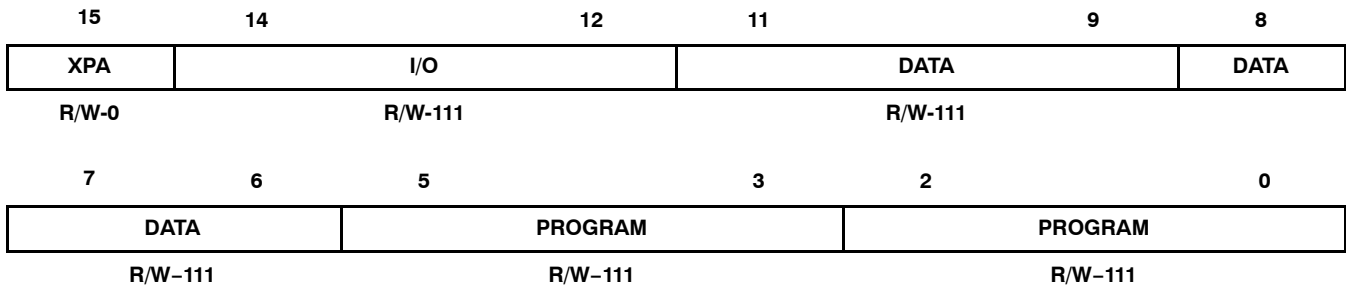 15 14 12 11 9 8
XPA I/O DATA DATA
R/W-0 R/W-111 R/W-111
7 6 5 3 2 0
DATA PROGRAM PROGRAM
R/W–111 R/W–111 R/W–111